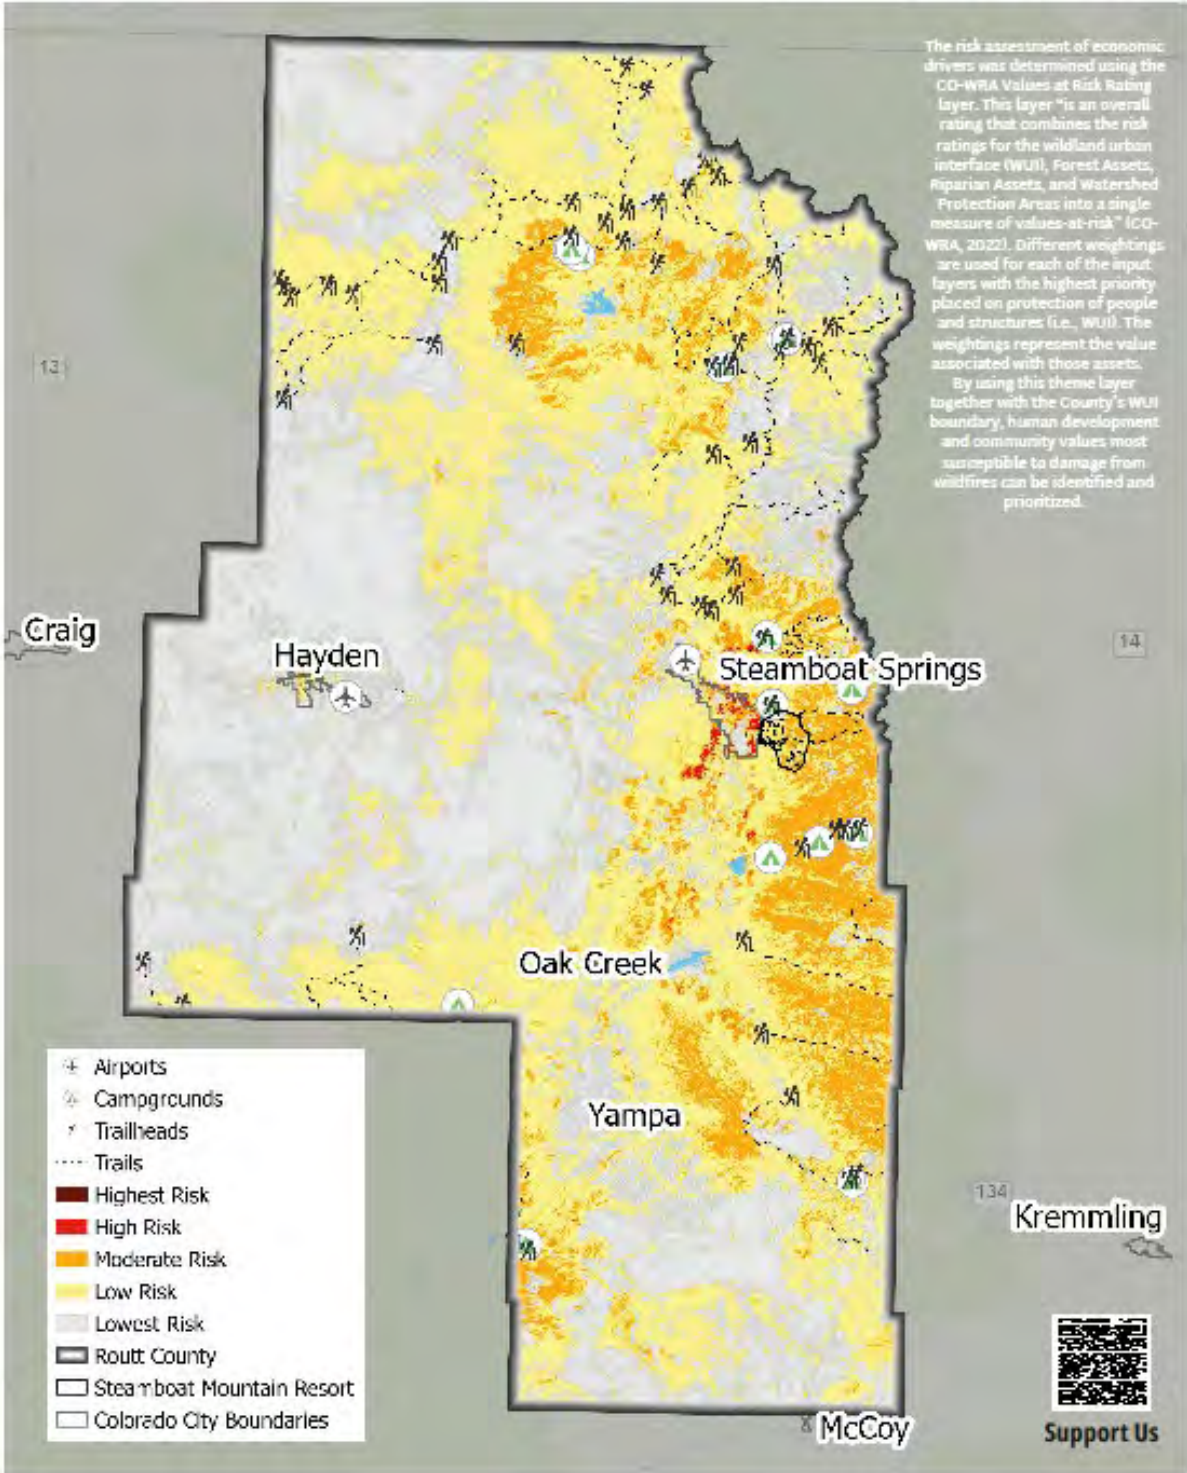 The risk assessment of economic
drivers was determined using the
CO-WRA Values at Risk Rating
layer. This layer "is an overall
rating that combines the risk
ratings for the wildland urban
interface (WUI), Forest Assets,
Riparian Assets, and Watershed
Protection Areas into a single
measure of values-at-risk" (CO-
WRA, 2022). Different weightings
are used for each of the input
layers with the highest priority
placed on protection of people
and structures (i.e., WUI). The
weightings represent the value
associated with those assets.
By using this theme layer
together with the County's WUI
boundary, human development
and community values most
susceptible to damage from
wildfires can be identified and
prioritized.
13
Craig
Hayden
Steamboat Springs
14
Oak Creek
Yampa
134
Kremmling
McCoy
Airports
Campgrounds
Trailheads
Trails
Highest Risk
High Risk
Moderate Risk
Low Risk
Lowest Risk
Routt County
Steamboat Mountain Resort
Colorado City Boundaries
Support Us